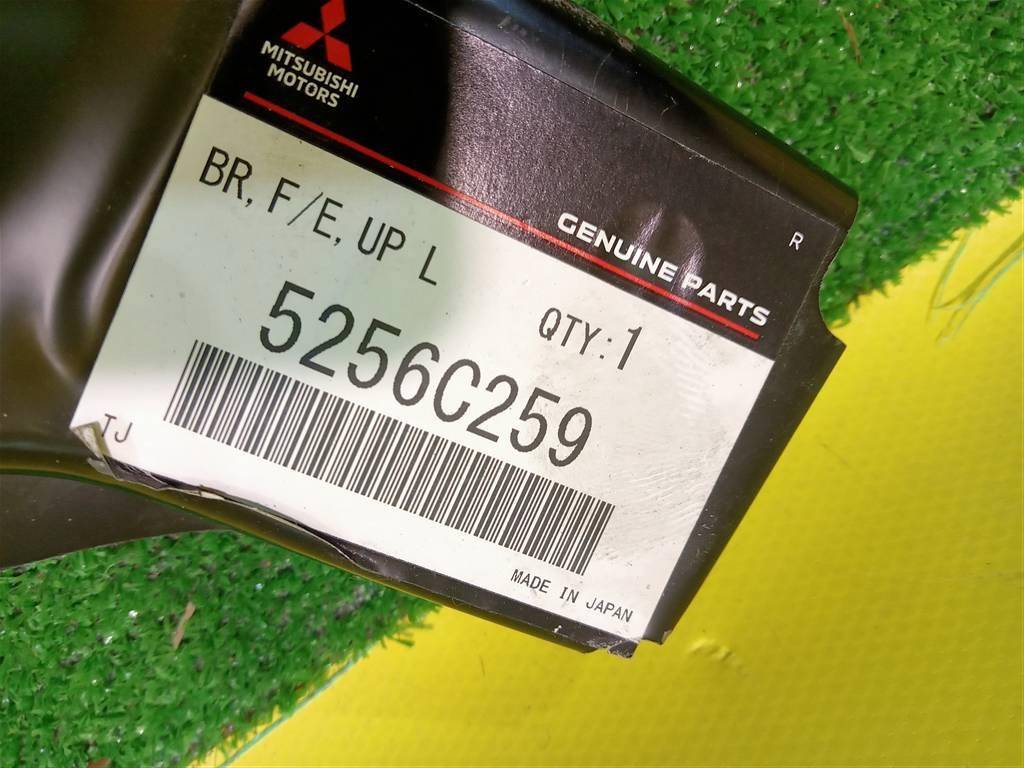 MITSUBISHI
MOTORS
R
GENUINE PARTS
BR, F/E, UP L
QTY: 1
5256C259
TJ
MADE IN JAPAN